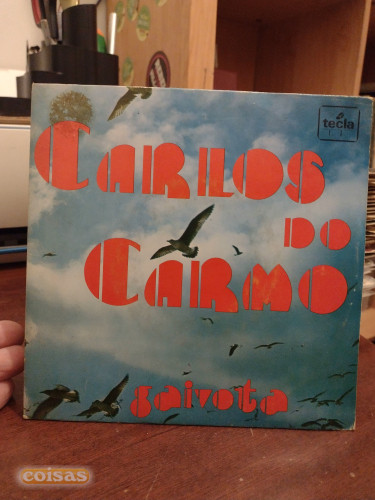 tecla
CARLOS
DO
CARMO
gaivota
coisas